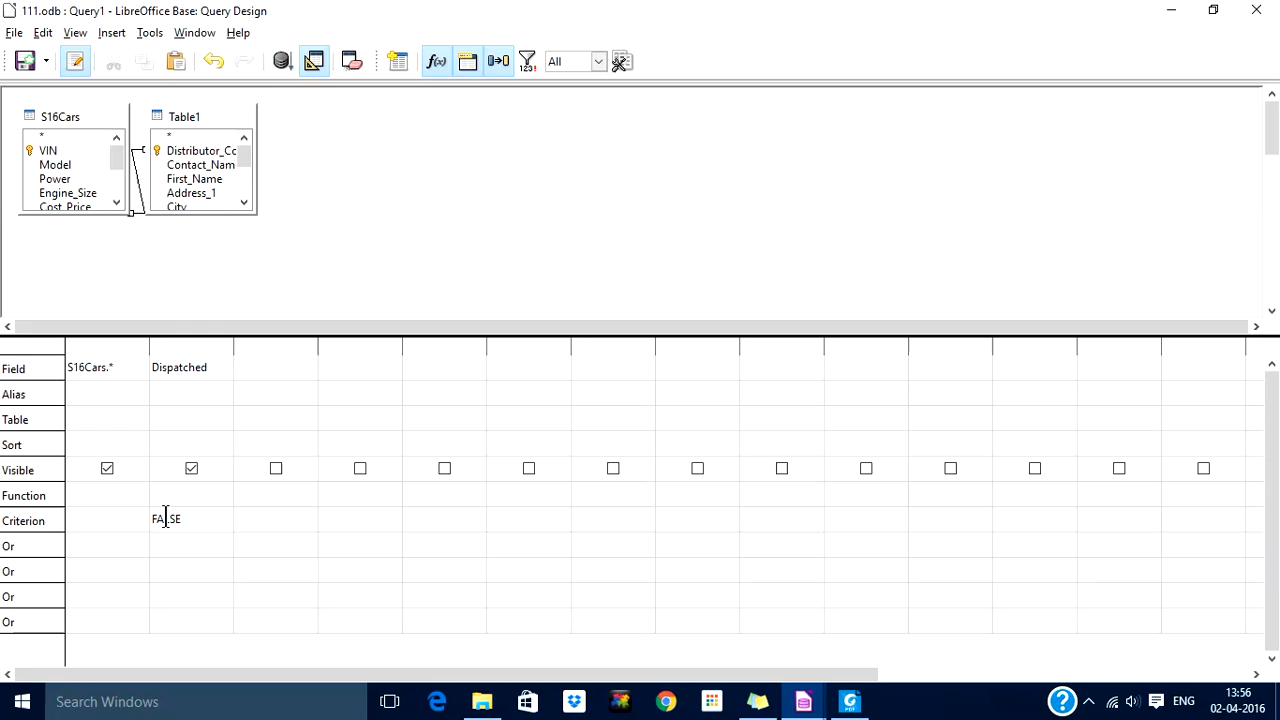 111.odb : Query1 - LibreOffice Base: Query Design
File Edit View Insert Tools Window Help
All
S16Cars Table1
* *
VIN Distributor_Cc
Model Contact_Nam
Power First_Name
Engine_Size Address_1
Cost_Price City
Field S16Cars.* Dispatched
Alias
Table
Sort
Visible
Function
Criterion FALSE
Or
Or
Or
Or
Search Windows ENG 13:56
02-04-2016